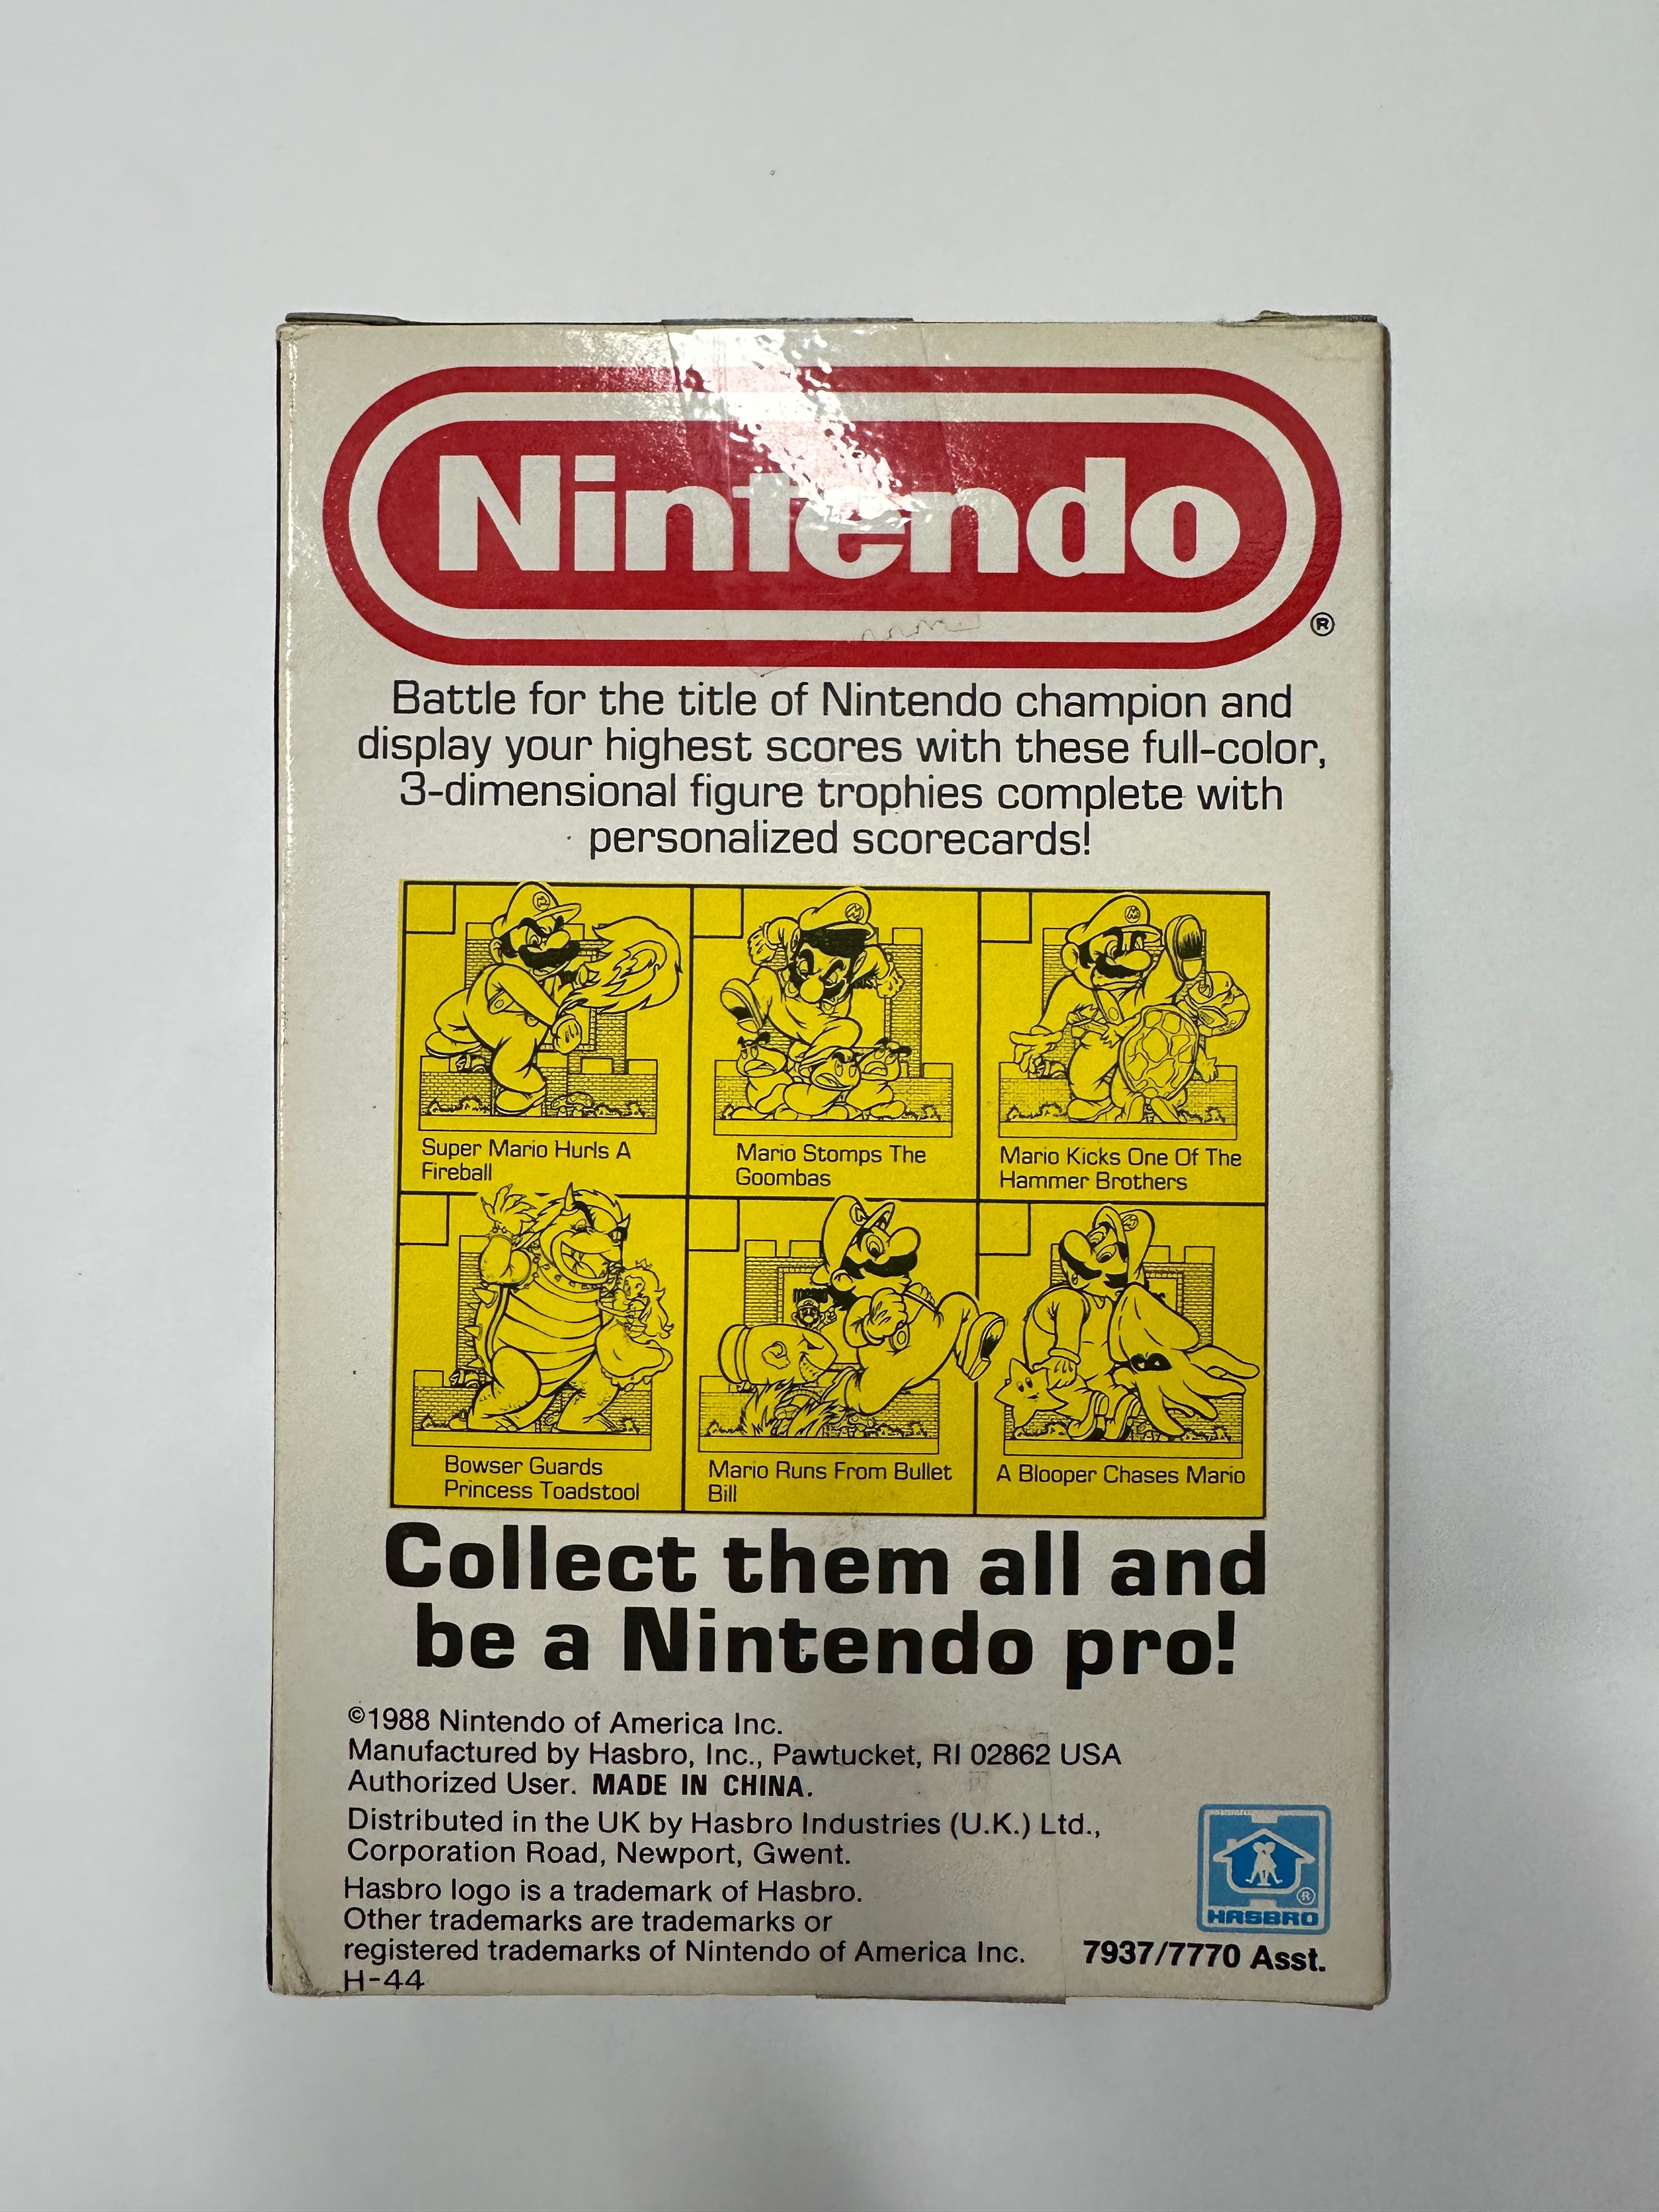 Nintendo
®
Battle for the title of Nintendo champion and
display your highest scores with these full-color,
3-dimensional figure trophies complete with
personalized scorecards!
Super Mario Hurls A
Fireball
Mario Stomps The
Goombas
Mario Kicks One Of The
Hammer Brothers
Bowser Guards
Princess Toadstool
Mario Runs From Bullet
Bill
A Blooper Chases Mario
Collect them all and
be a Nintendo pro!
©1988 Nintendo of America Inc.
Manufactured by Hasbro, Inc., Pawtucket, RI 02862 USA
Authorized User. MADE IN CHINA.
Distributed in the UK by Hasbro Industries (U.K.) Ltd.,
Corporation Road, Newport, Gwent.
Hasbro logo is a trademark of Hasbro.
Other trademarks are trademarks or
registered trademarks of Nintendo of America Inc.
H-44
®
HASBRO
7937/7770 Asst.